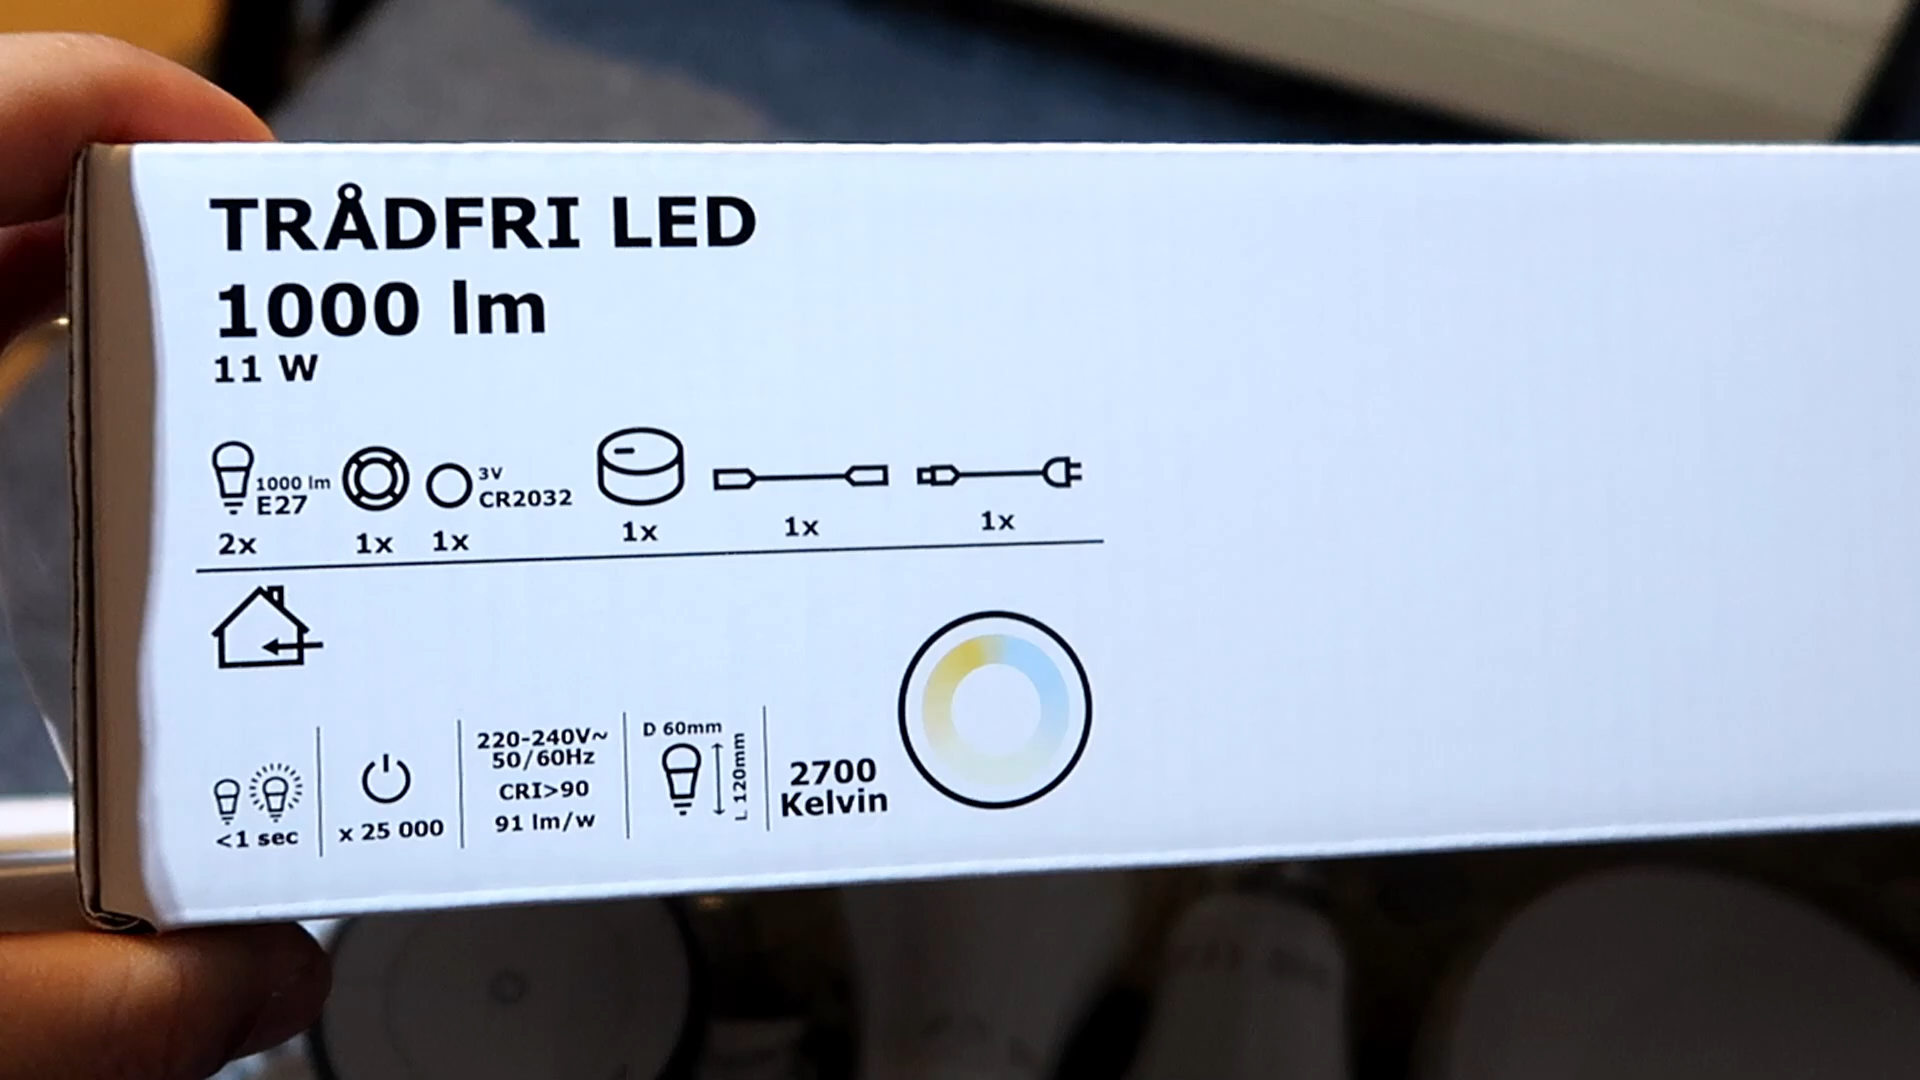 TRÅDFRI LED
1000 lm
11 W
1000 lm
E27
3V
CR2032
2x
1x
1x
1x
1x
1x
<1 sec
x 25 000
220-240V~
50/60Hz
CRI>90
91 lm/w
D 60mm
L 120mm
2700
Kelvin